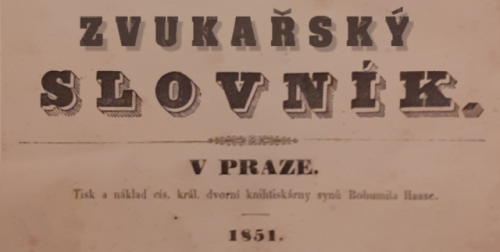 ZVUKAŘSKÝ
SLOVNÍK.
V PRAZE.
Tisk a náklad cís. král. dvorní knihtiskárny synů Bohumila Haase.
1851.